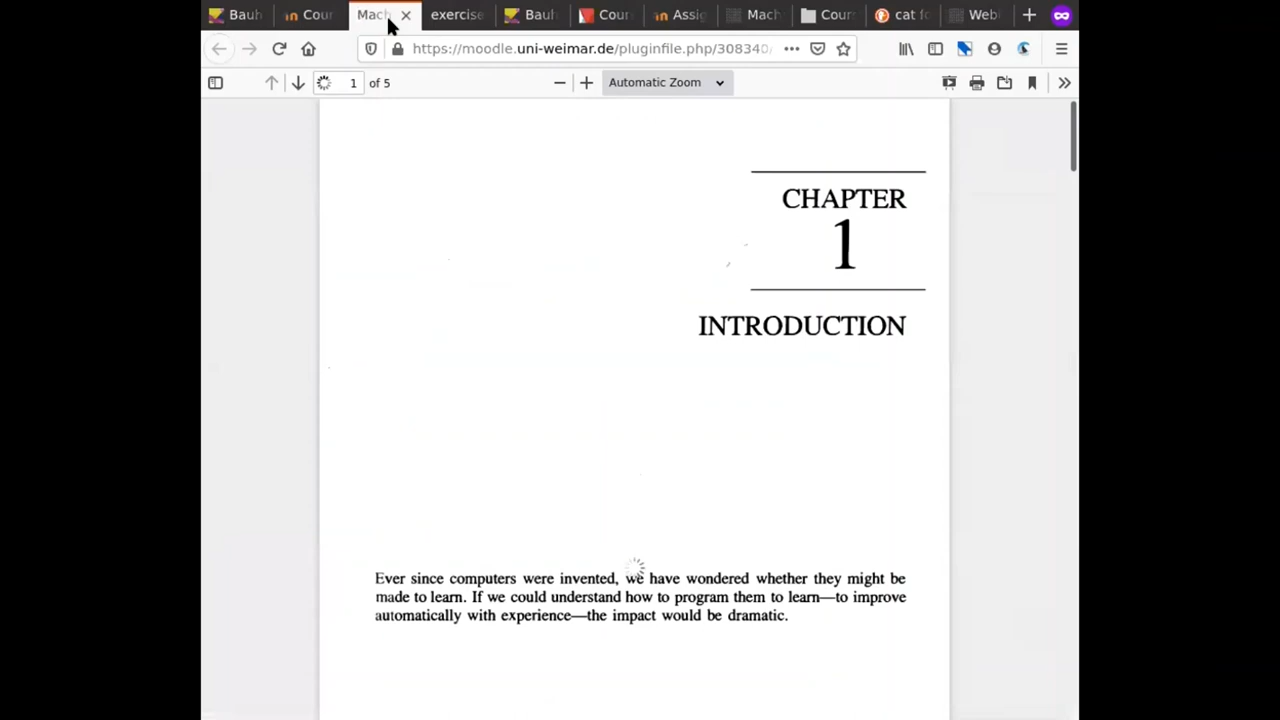 Bauh
Cour
Mach
exercise
Bauh
Cour
Assig
Mach
Cours
cat fo
Webl
https://moodle.uni-weimar.de/pluginfile.php/308340/
1 of 5
Automatic Zoom
CHAPTER
1
INTRODUCTION
Ever since computers were invented, we have wondered whether they might be
made to learn. If we could understand how to program them to learn—to improve
automatically with experience—the impact would be dramatic.